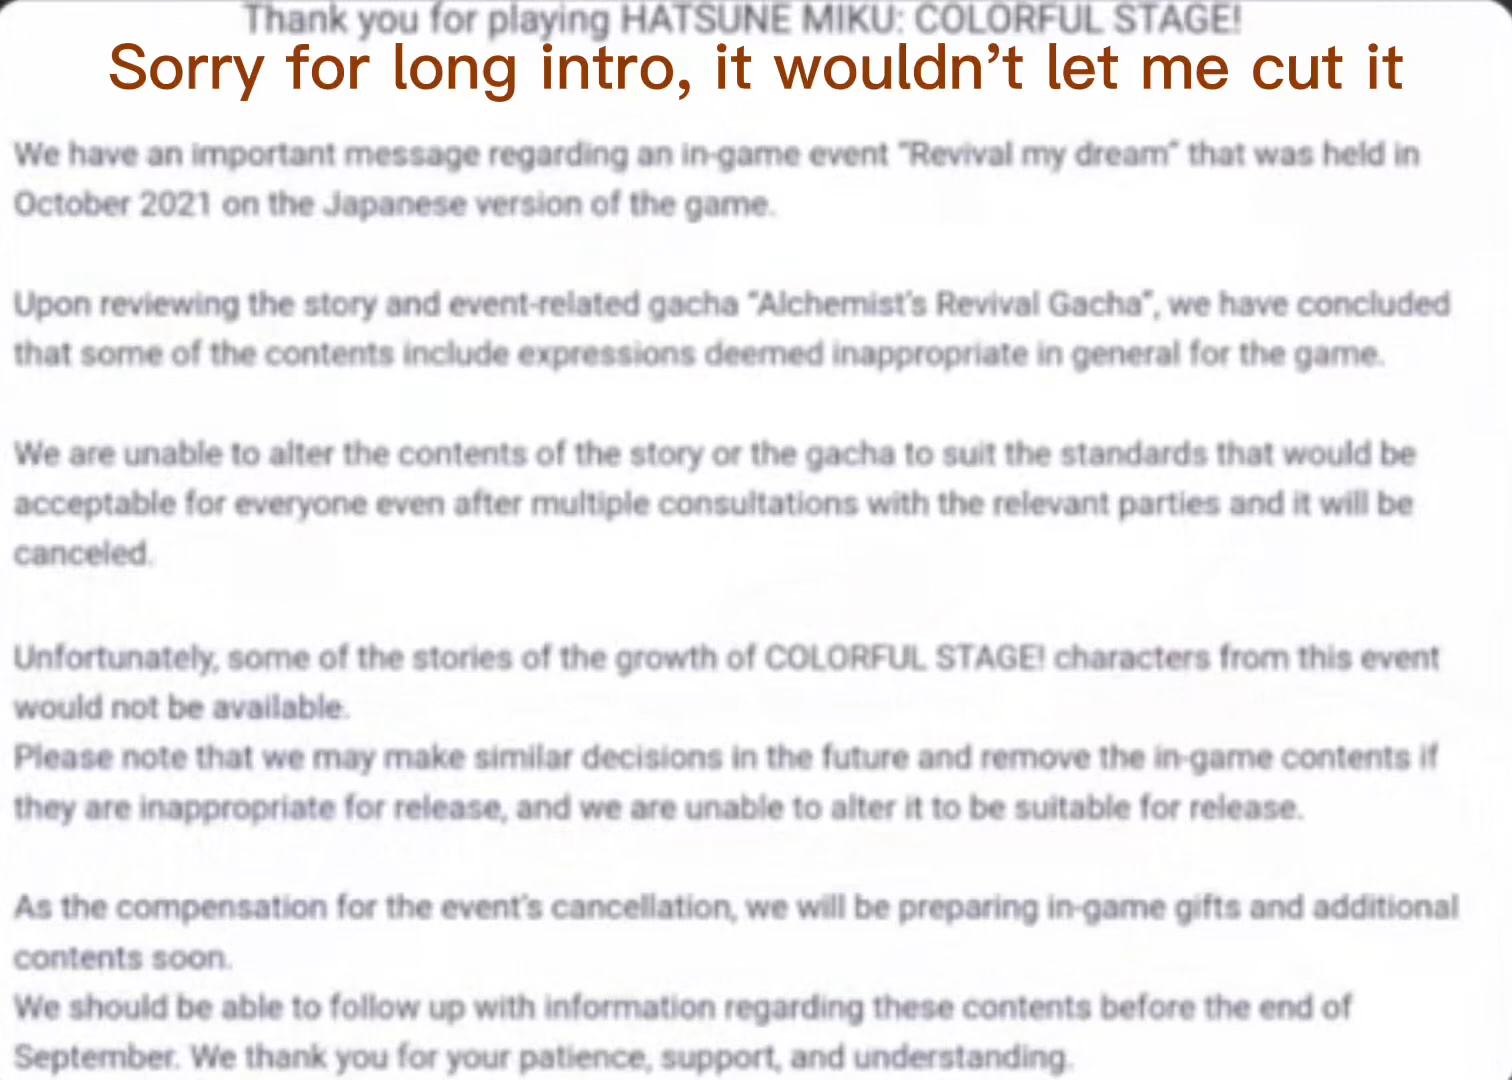 Thank you for playing HATSUNE MIKU: COLORFUL STAGE!
Sorry for long intro, it wouldn’t let me cut it
We have an important message regarding an in-game event "Revival my dream" that was held in
October 2021 on the Japanese version of the game.
Upon reviewing the story and event-related gacha "Alchemist's Revival Gacha", we have concluded
that some of the contents include expressions deemed inappropriate in general for the game.
We are unable to alter the contents of the story or the gacha to suit the standards that would be
acceptable for everyone even after multiple consultations with the relevant parties and it will be
canceled.
Unfortunately, some of the stories of the growth of COLORFUL STAGE! characters from this event
would not be available.
Please note that we may make similar decisions in the future and remove the in-game contents if
they are inappropriate for release, and we are unable to alter it to be suitable for release.
As the compensation for the event's cancellation, we will be preparing in-game gifts and additional
contents soon.
We should be able to follow up with information regarding these contents before the end of
September. We thank you for your patience, support, and understanding.